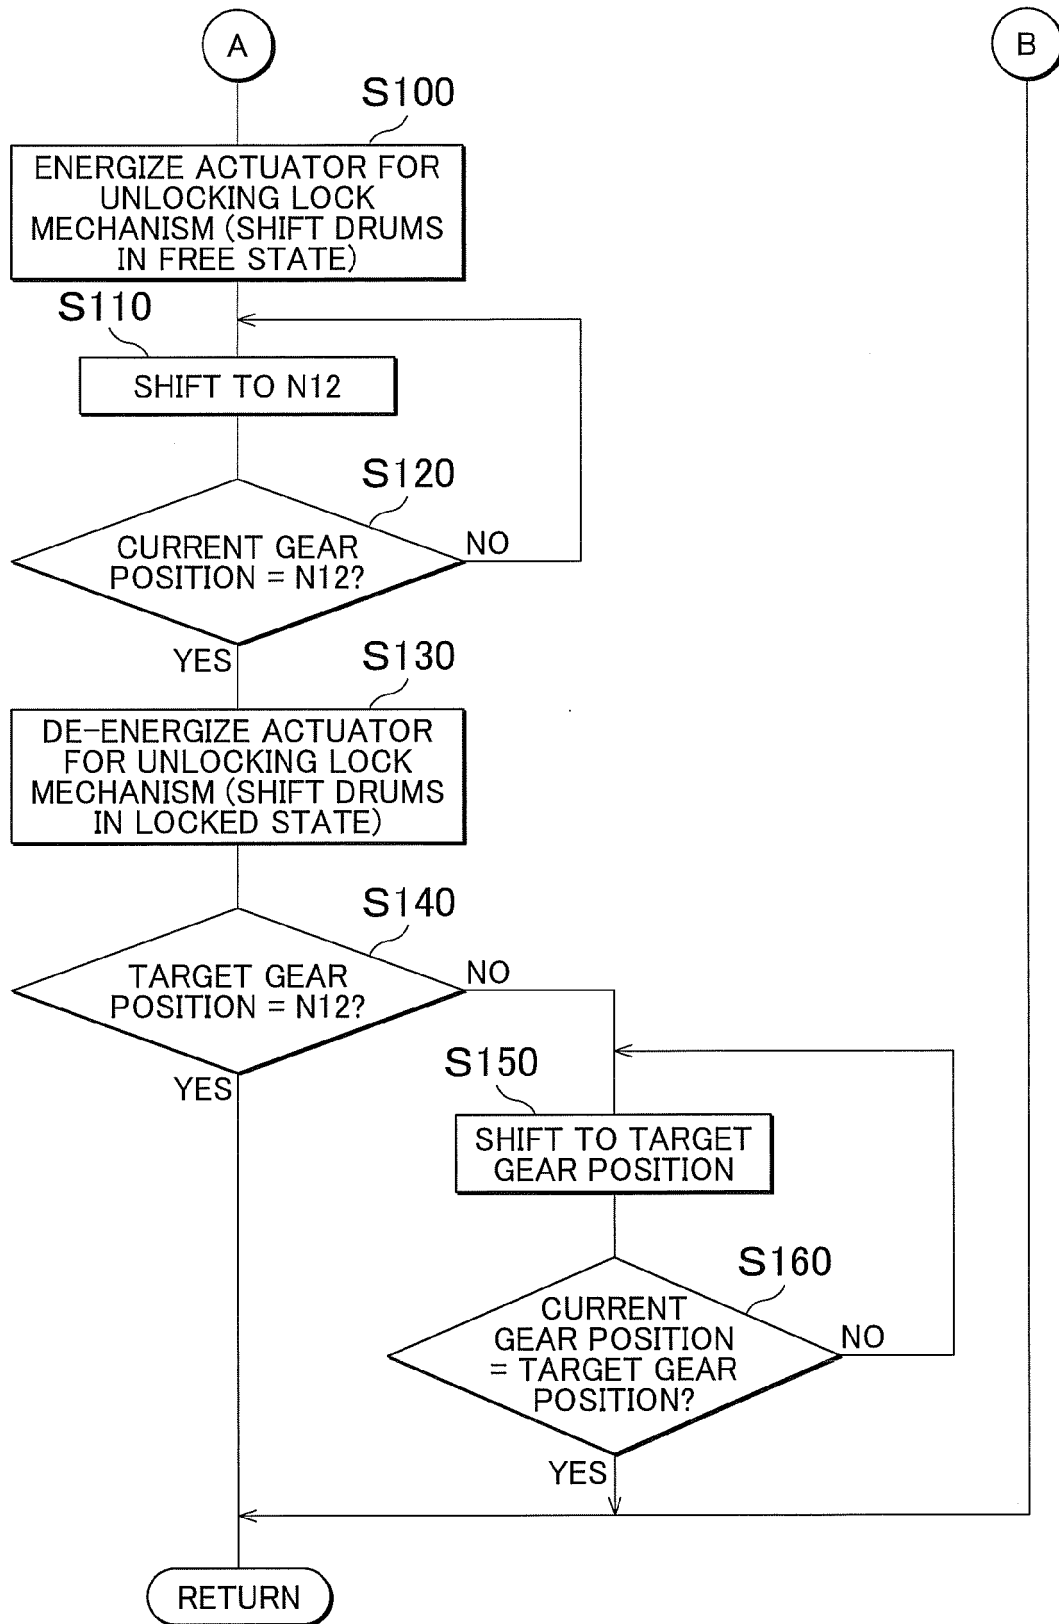 A
B
S100
ENERGIZE ACTUATOR FOR
UNLOCKING LOCK
MECHANISM (SHIFT DRUMS
IN FREE STATE)
S110
SHIFT TO N12
S120
CURRENT GEAR
POSITION = N12?
NO
YES
S130
DE-ENERGIZE ACTUATOR
FOR UNLOCKING LOCK
MECHANISM (SHIFT DRUMS
IN LOCKED STATE)
S140
TARGET GEAR
POSITION = N12?
NO
YES
S150
SHIFT TO TARGET
GEAR POSITION
S160
CURRENT
GEAR POSITION
= TARGET GEAR
POSITION?
NO
YES
RETURN